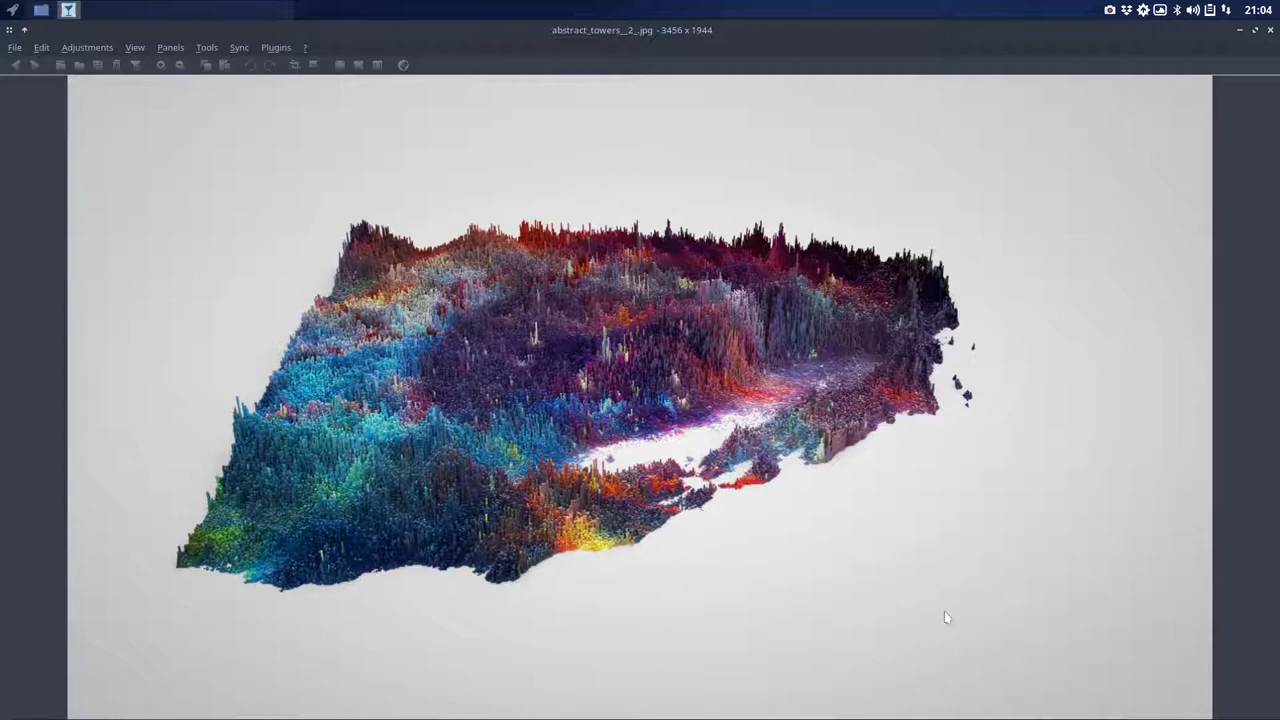 21:04
abstract_towers__2_.jpg - 3456 x 1944
File Edit Adjustments View Panels Tools Sync Plugins ?